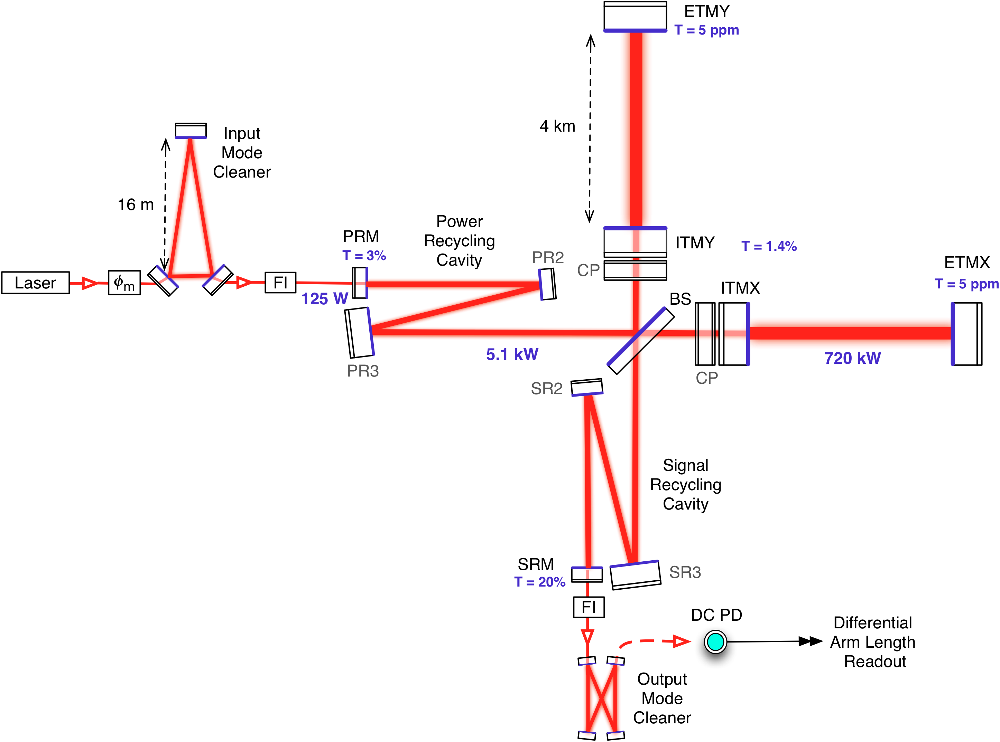 ETMY
T = 5 ppm
4 km
Input
Mode
Cleaner
16 m
Laser
ϕm
FI
125 W
PRM
T = 3%
Power
Recycling
Cavity
PR2
PR3
5.1 kW
ITMY
T = 1.4%
CP
BS
ITMX
CP
ETMX
T = 5 ppm
720 kW
SR2
Signal
Recycling
Cavity
SRM
T = 20%
SR3
FI
DC PD
Differential
Arm Length
Readout
Output
Mode
Cleaner